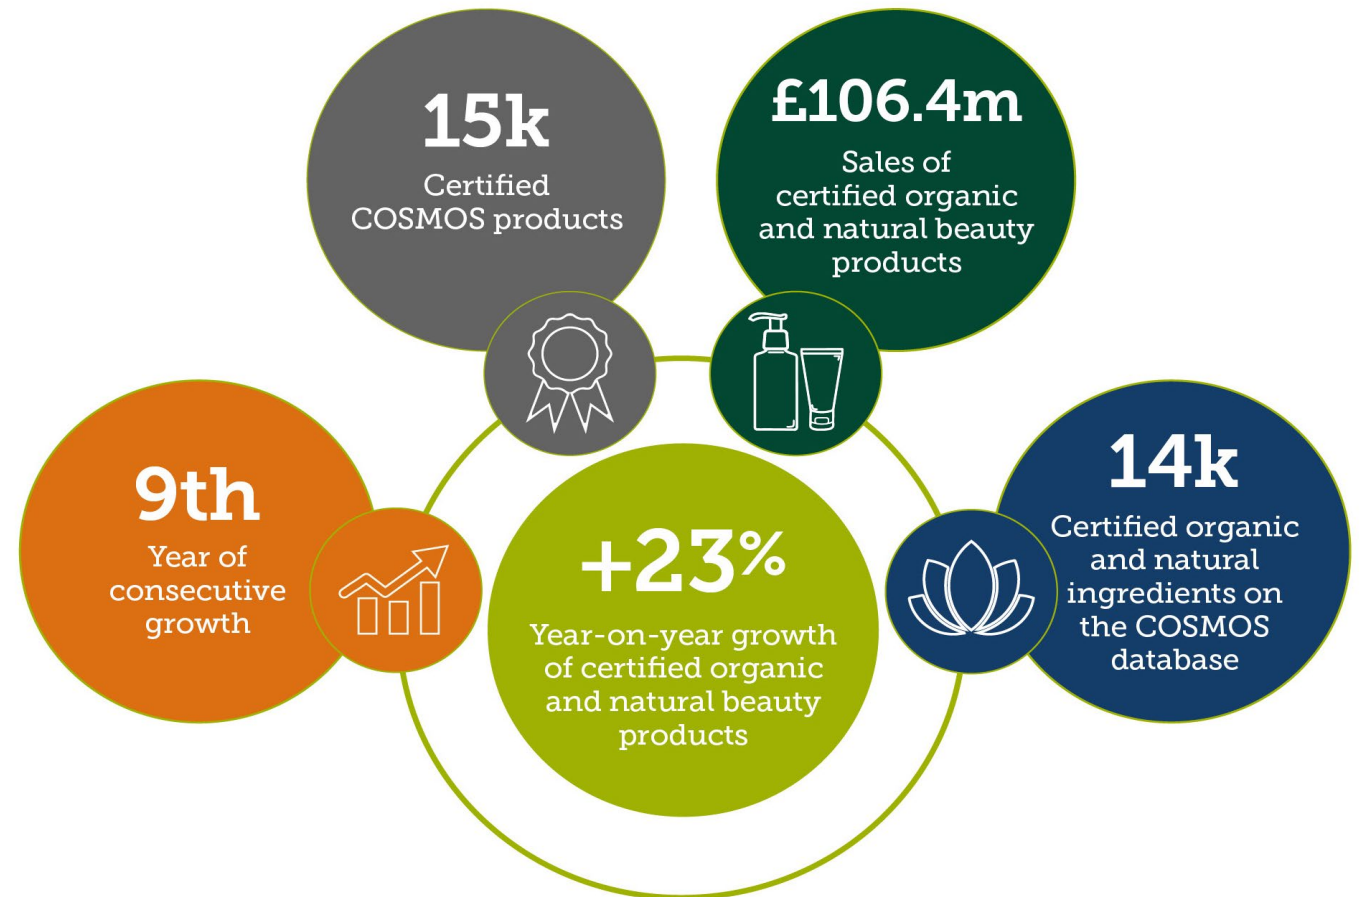 15k
Certified
COSMOS products
£106.4m
Sales of
certified organic
and natural beauty
products
9th
Year of
consecutive
growth
+23%
Year-on-year growth
of certified organic
and natural beauty
products
14k
Certified organic
and natural
ingredients on
the COSMOS
database